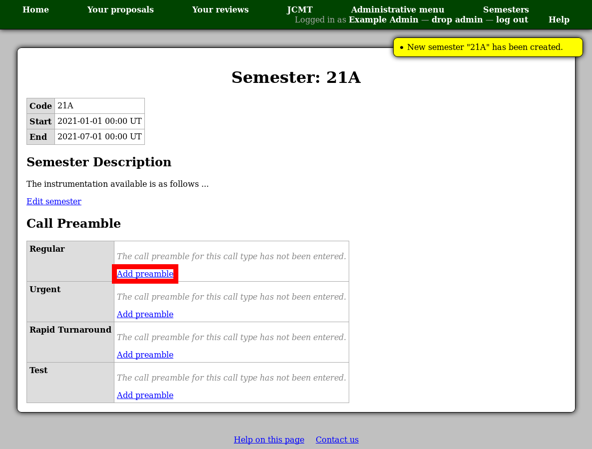 Home Your proposals Your reviews JCMT Administrative menu Semesters
Logged in as Example Admin — drop admin — log out Help
• New semester "21A" has been created.
Semester: 21A
Code 21A
Start 2021-01-01 00:00 UT
End 2021-07-01 00:00 UT
Semester Description
The instrumentation available is as follows ...
Edit semester
Call Preamble
Regular
The call preamble for this call type has not been entered.
Add preamble
Urgent
The call preamble for this call type has not been entered.
Add preamble
Rapid Turnaround
The call preamble for this call type has not been entered.
Add preamble
Test
The call preamble for this call type has not been entered.
Add preamble
Help on this page Contact us